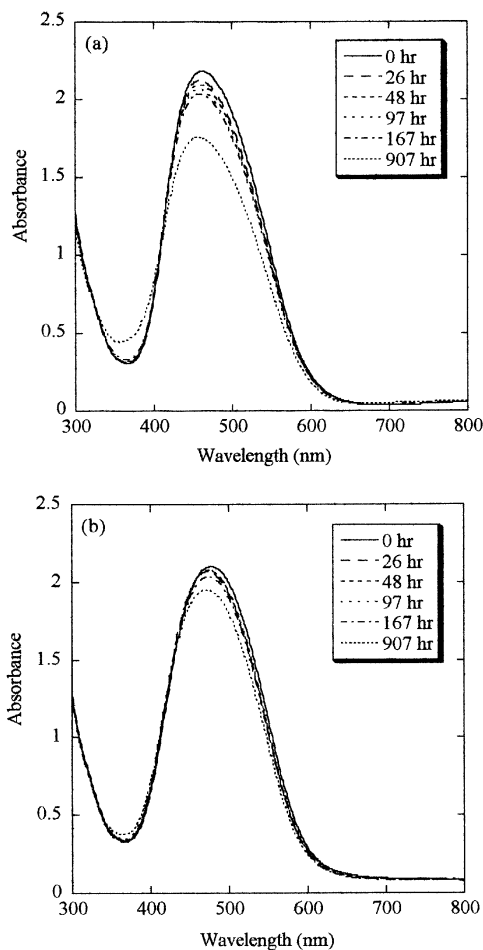 (a)
0 hr
26 hr
48 hr
97 hr
167 hr
907 hr
2.5
2
1.5
1
0.5
0
Absorbance
300 400 500 600 700 800
Wavelength (nm)
(b)
0 hr
26 hr
48 hr
97 hr
167 hr
907 hr
2.5
2
1.5
1
0.5
0
Absorbance
300 400 500 600 700 800
Wavelength (nm)